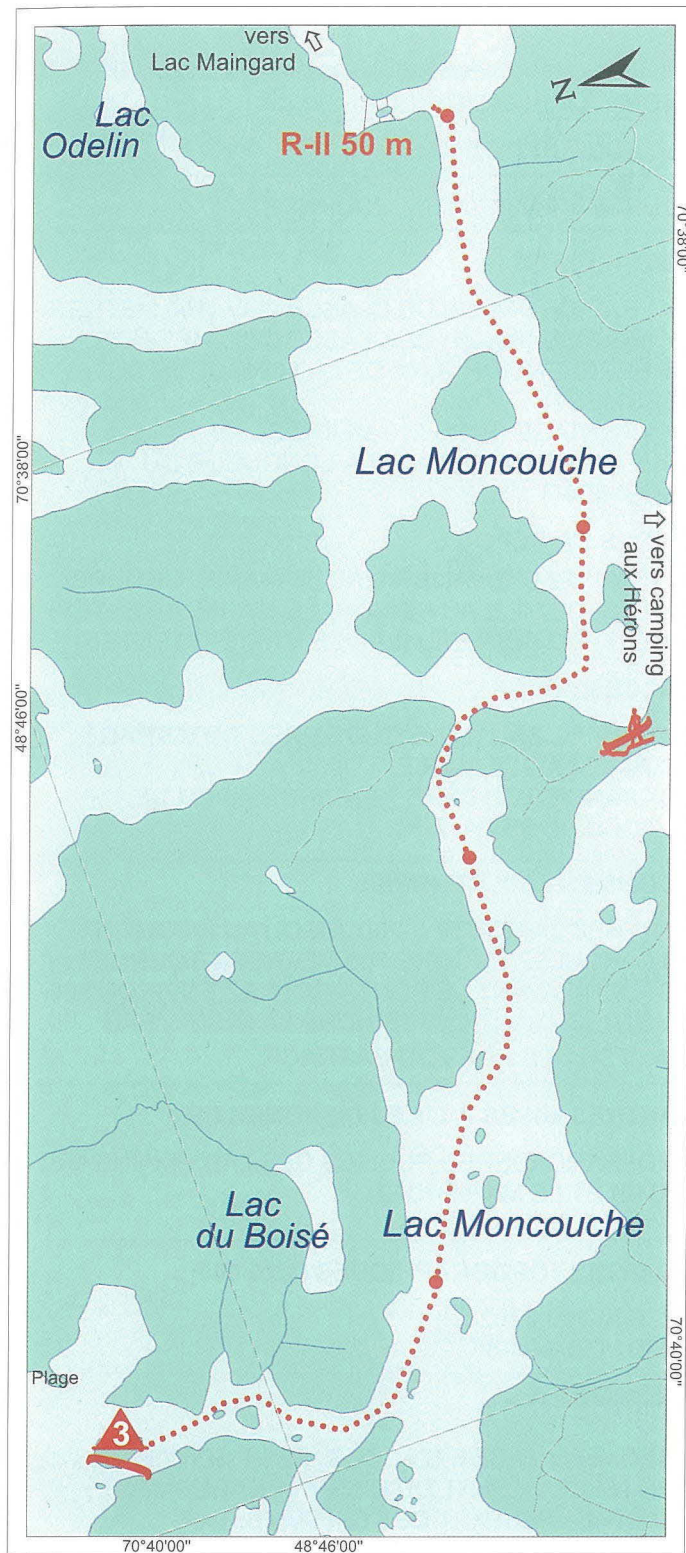 vers
Lac Maingard
N
Lac
Odelin
R-II 50 m
70°38'00"
Lac Moncouche
70°38'00"
vers camping
aux Hérons
48°46'00"
Lac
du Boisé
Lac Moncouche
70°40'00"
Plage
3
70°40'00"
48°46'00"